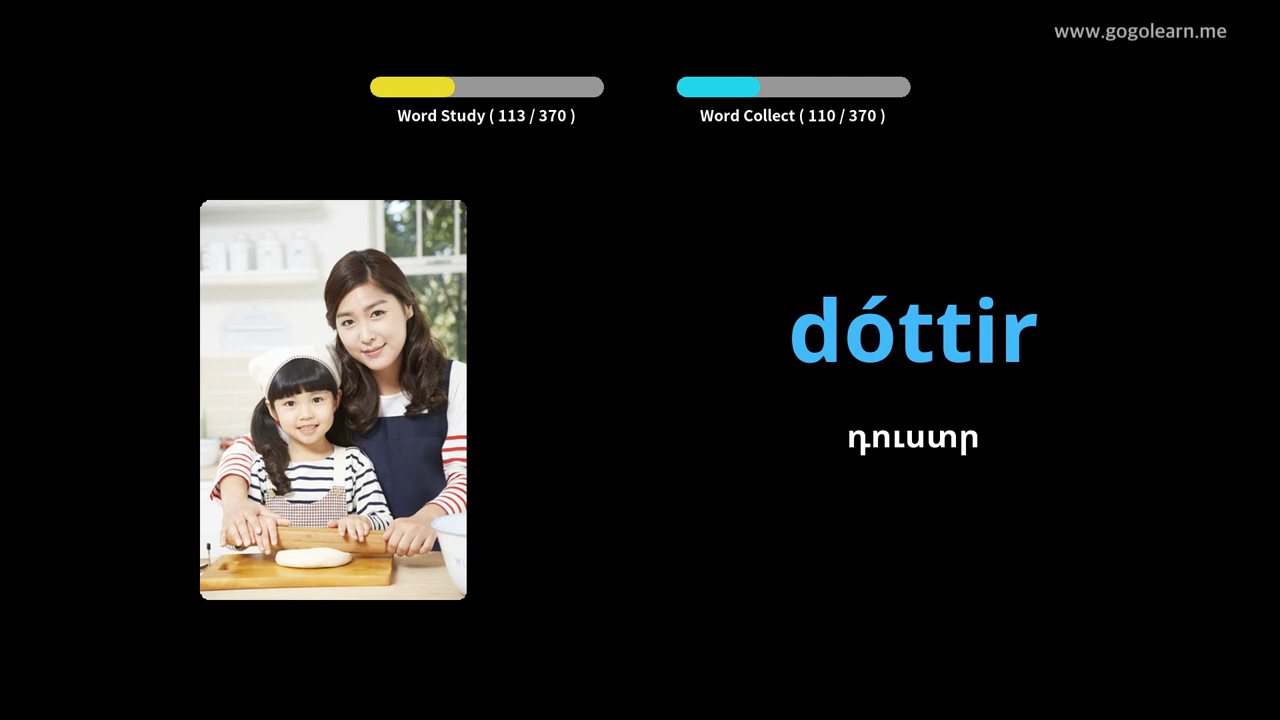 www.gogolearn.me
Word Study ( 113 / 370 )
Word Collect ( 110 / 370 )
dóttir
դուստր